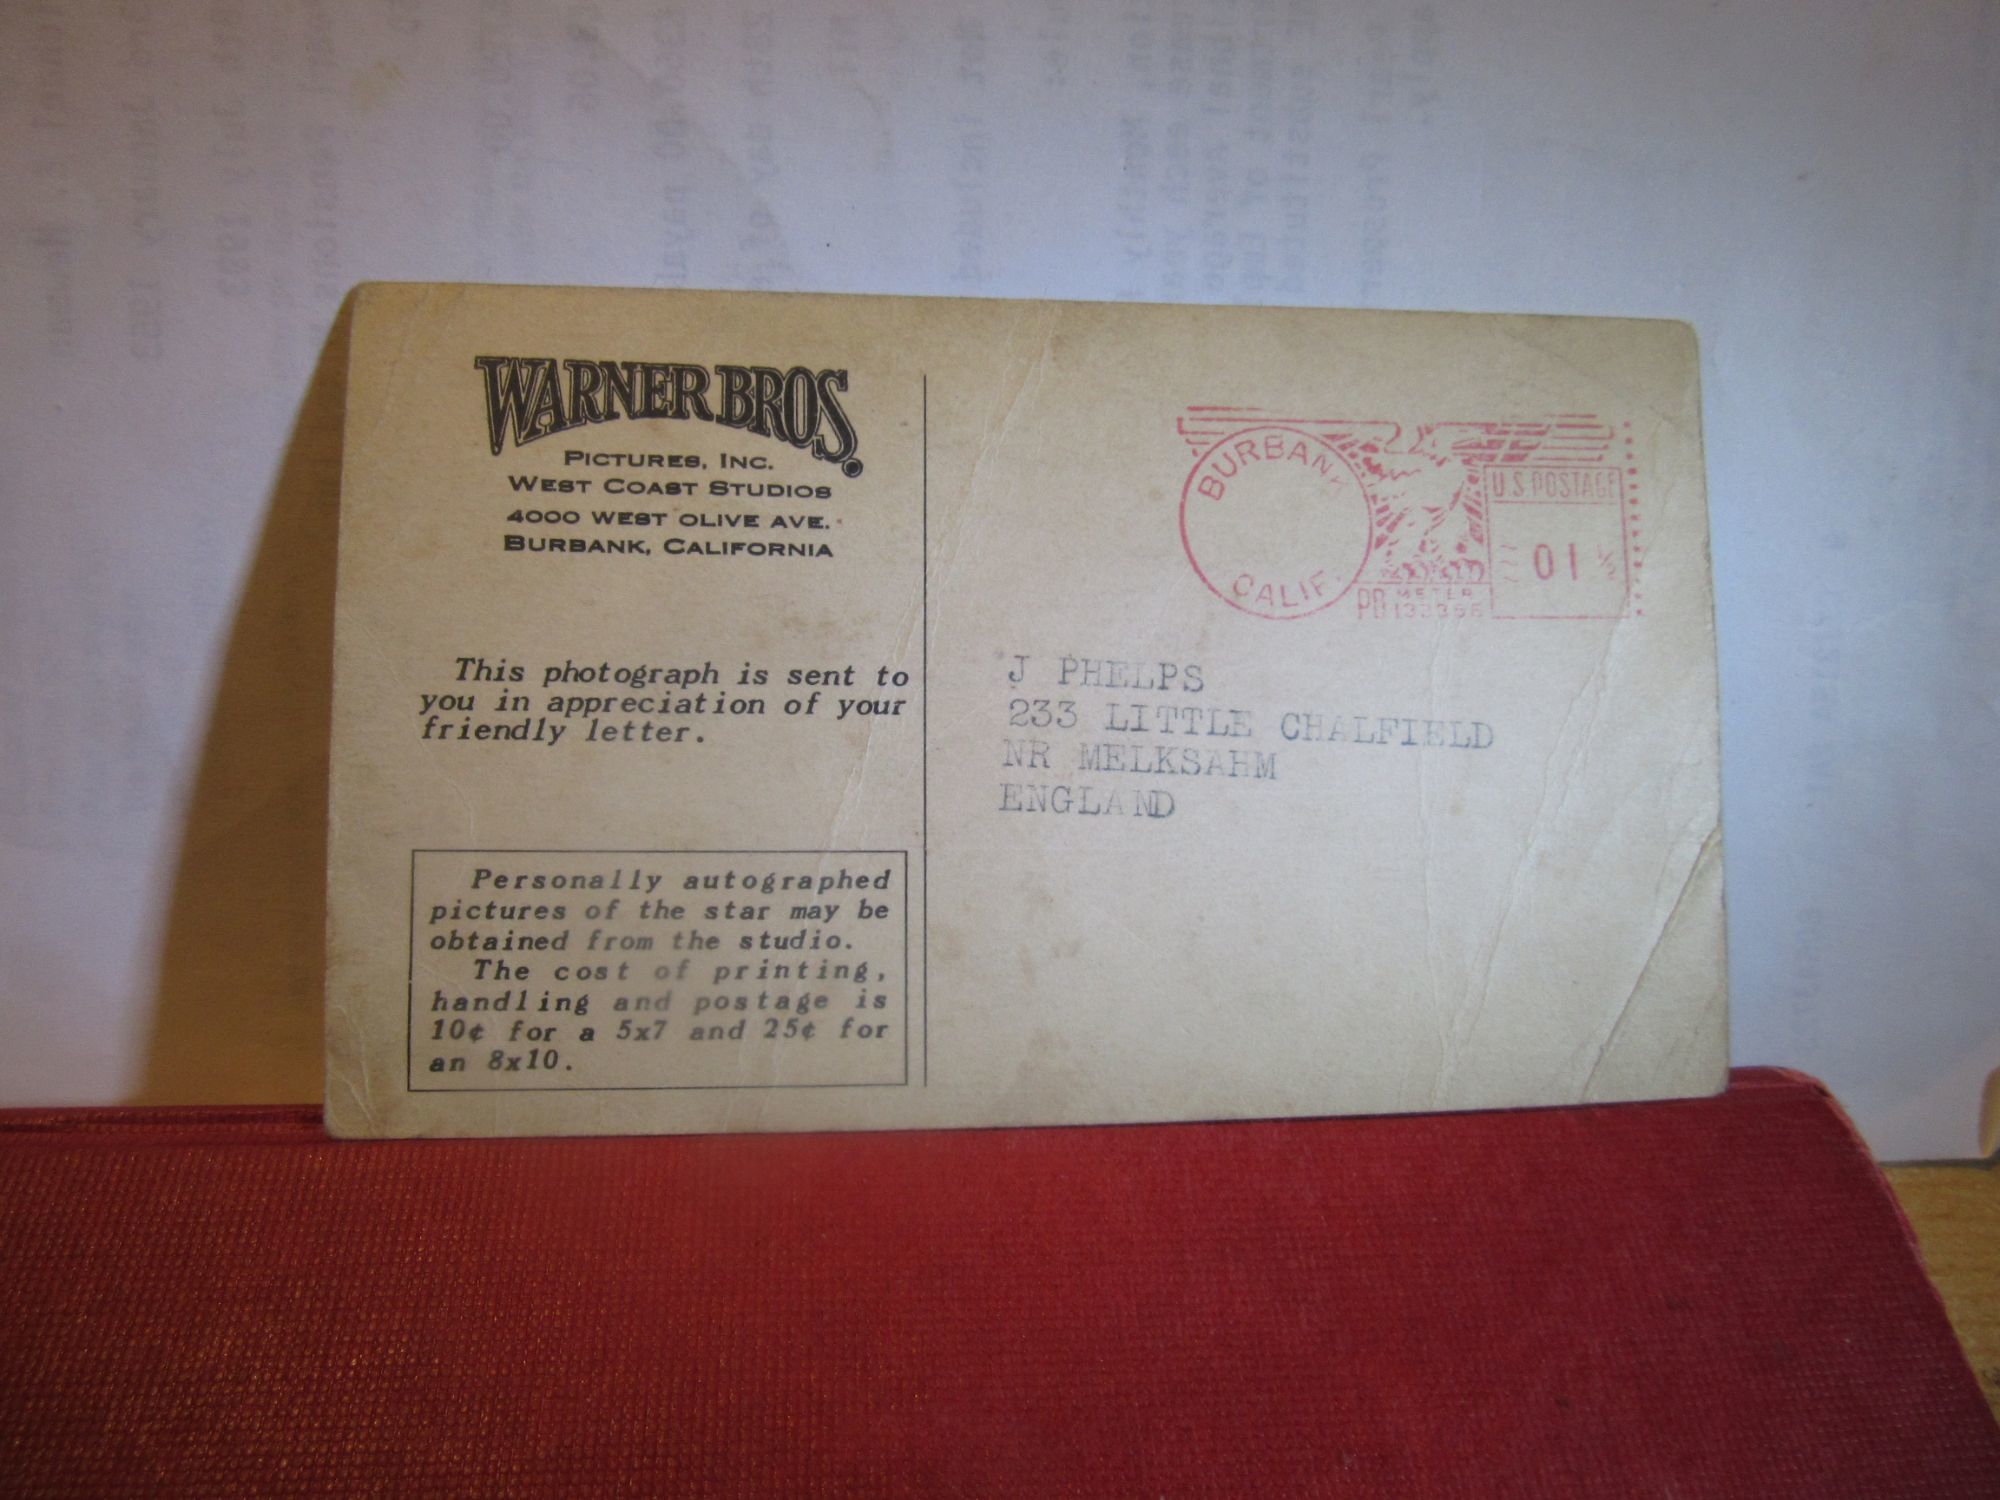 WARNER BROS.
PICTURES, INC.
WEST COAST STUDIOS
4000 WEST OLIVE AVE.
BURBANK, CALIFORNIA
This photograph is sent to
you in appreciation of your
friendly letter.
Personally autographed
pictures of the star may be
obtained from the studio.
The cost of printing,
handling and postage is
10¢ for a 5x7 and 25¢ for
an 8x10.
BURBANK
CALIF.
U.S. POSTAGE
01 ½
PB METER
J PHELPS
233 LITTLE CHALFIELD
NR MELKSAHM
ENGLAND